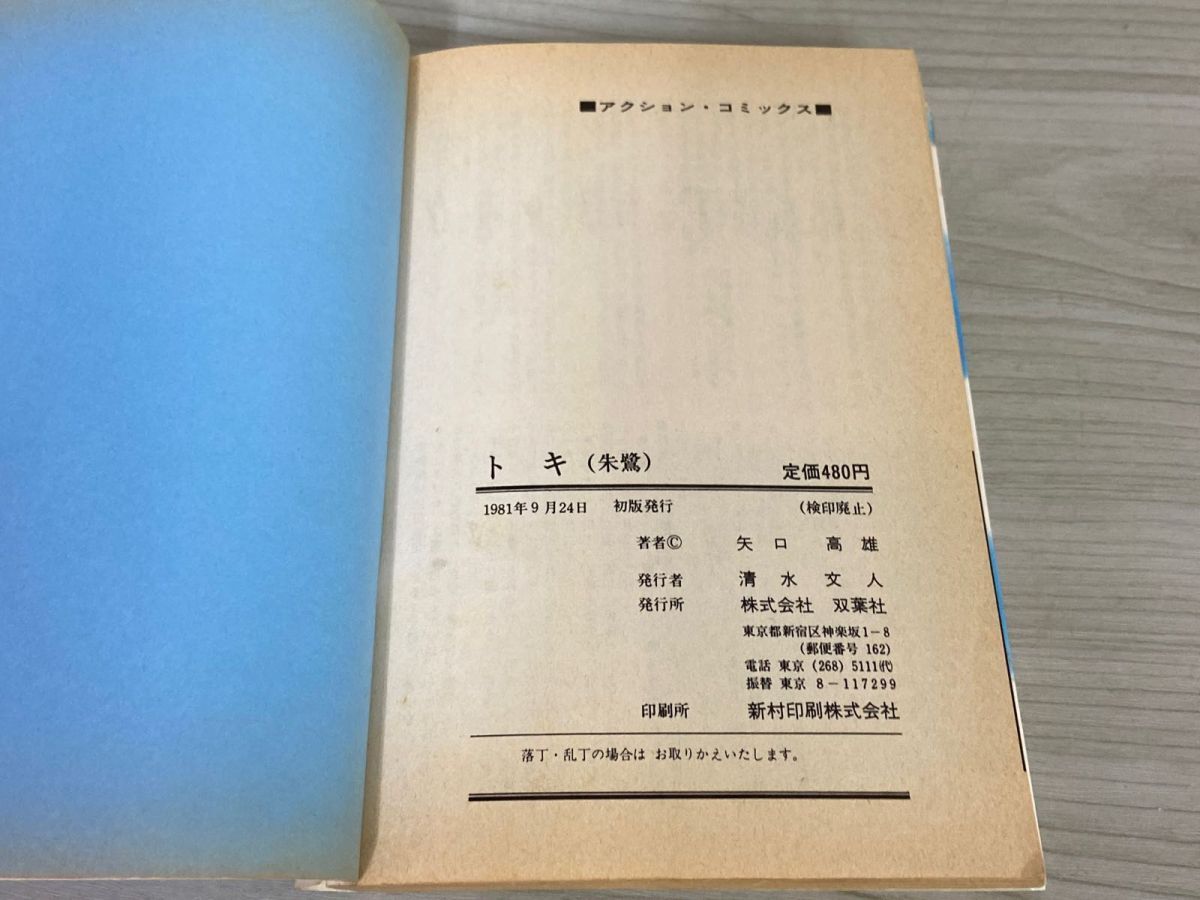 ■アクション・コミックス■
トキ（朱鷺） 定価480円
1981年9月24日 初版発行 （検印廃止）
著者© 矢口高雄
発行者 清水文人
発行所 株式会社 双葉社
東京都新宿区神楽坂1−8
（郵便番号 162）
電話 東京（268）5111㈹
振替 東京 8−117299
印刷所 新村印刷株式会社
落丁・乱丁の場合は お取りかえいたします。